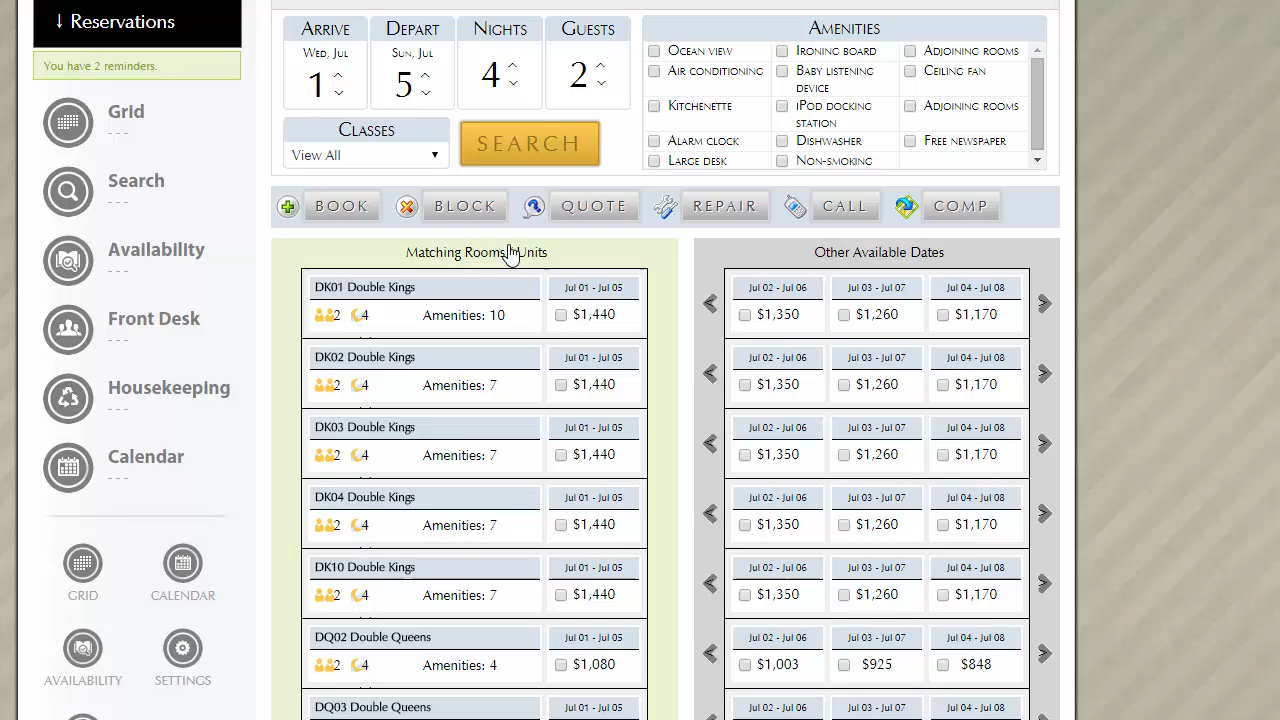 ↓ Reservations
You have 2 reminders.
Grid
- - -
Search
- - -
Availability
- - -
Front Desk
- - -
Housekeeping
- - -
Calendar
- - -
GRID CALENDAR
AVAILABILITY SETTINGS
Arrive Depart Nights Guests
Wed, Jul Sun, Jul
1 5 4 2
Classes
View All
SEARCH
Amenities
Ocean view Ironing board Adjoining rooms
Air conditioning Baby listening device Ceiling fan
Kitchenette iPod docking station Adjoining rooms
Alarm clock Dishwasher Free newspaper
Large desk Non-smoking
BOOK BLOCK QUOTE REPAIR CALL COMP
Matching Rooms/Units Other Available Dates
DK01 Double Kings Jul 01 - Jul 05 Jul 02 - Jul 06 Jul 03 - Jul 07 Jul 04 - Jul 08
2 4 Amenities: 10 $1,440 $1,350 $1,260 $1,170
DK02 Double Kings Jul 01 - Jul 05 Jul 02 - Jul 06 Jul 03 - Jul 07 Jul 04 - Jul 08
2 4 Amenities: 7 $1,440 $1,350 $1,260 $1,170
DK03 Double Kings Jul 01 - Jul 05 Jul 02 - Jul 06 Jul 03 - Jul 07 Jul 04 - Jul 08
2 4 Amenities: 7 $1,440 $1,350 $1,260 $1,170
DK04 Double Kings Jul 01 - Jul 05 Jul 02 - Jul 06 Jul 03 - Jul 07 Jul 04 - Jul 08
2 4 Amenities: 7 $1,440 $1,350 $1,260 $1,170
DK10 Double Kings Jul 01 - Jul 05 Jul 02 - Jul 06 Jul 03 - Jul 07 Jul 04 - Jul 08
2 4 Amenities: 7 $1,440 $1,350 $1,260 $1,170
DQ02 Double Queens Jul 01 - Jul 05 Jul 02 - Jul 06 Jul 03 - Jul 07 Jul 04 - Jul 08
2 4 Amenities: 4 $1,080 $1,003 $925 $848
DQ03 Double Queens Jul 01 - Jul 05 Jul 02 - Jul 06 Jul 03 - Jul 07 Jul 04 - Jul 08